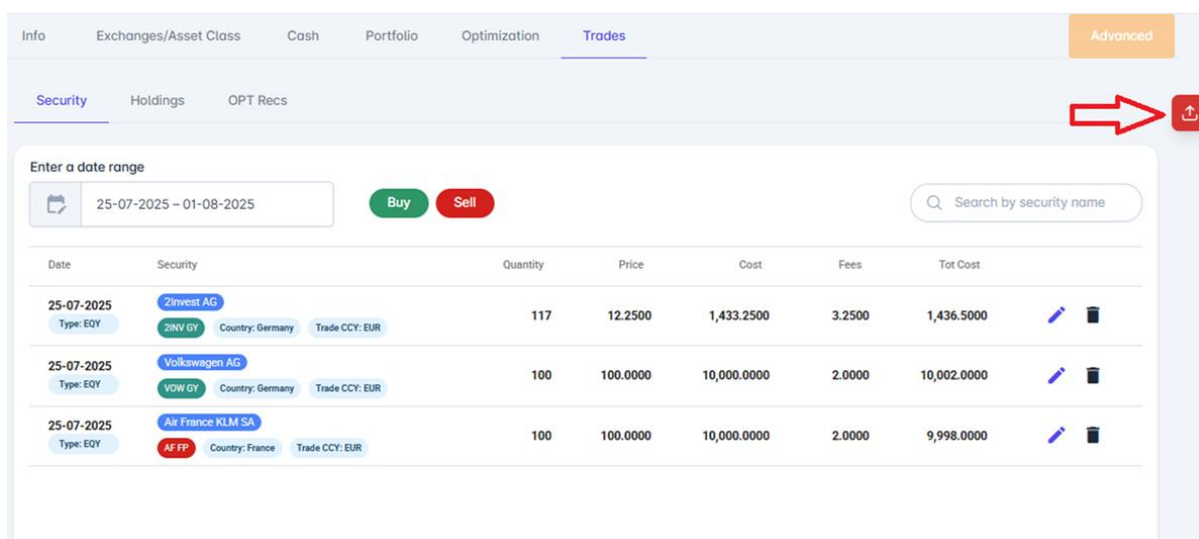 Info Exchanges/Asset Class Cash Portfolio Optimization Trades Advanced
Security Holdings OPT Recs
Enter a date range
25-07-2025 – 01-08-2025 Buy Sell Search by security name
Date Security Quantity Price Cost Fees Tot Cost
25-07-2025 2Invest AG 117 12.2500 1,433.2500 3.2500 1,436.5000
Type: EQY 2INV GY Country: Germany Trade CCY: EUR
25-07-2025 Volkswagen AG 100 100.0000 10,000.0000 2.0000 10,002.0000
Type: EQY VOW GY Country: Germany Trade CCY: EUR
25-07-2025 Air France KLM SA 100 100.0000 10,000.0000 2.0000 9,998.0000
Type: EQY AF FP Country: France Trade CCY: EUR